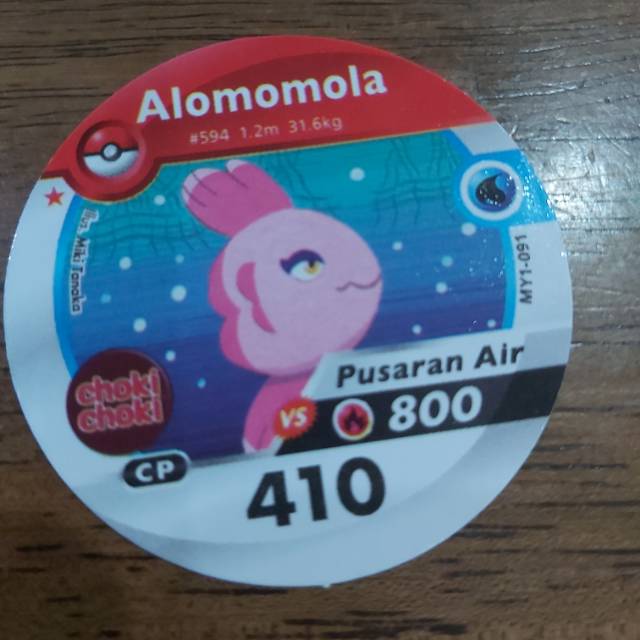 Alomomola
#594 1.2m 31.6kg
Illus. Miki Tanaka
MY1-091
choki
choki
Pusaran Air
VS 800
CP
410